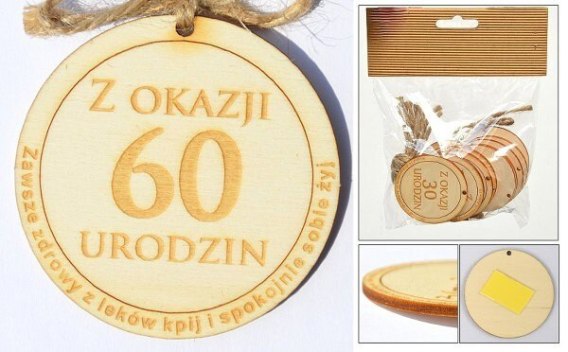 Z OKAZJI
60
URODZIN
Zawsze zdrowy z leków kpij i spokojnie sobie żyj
Z OKAZJI
30
URODZIN